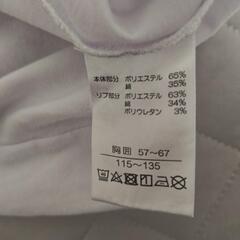 本体部分 ポリエステル 65%
綿 35%
リブ部分 ポリエステル 63%
綿 34%
ポリウレタン 3%
胸囲 57~67
115~135